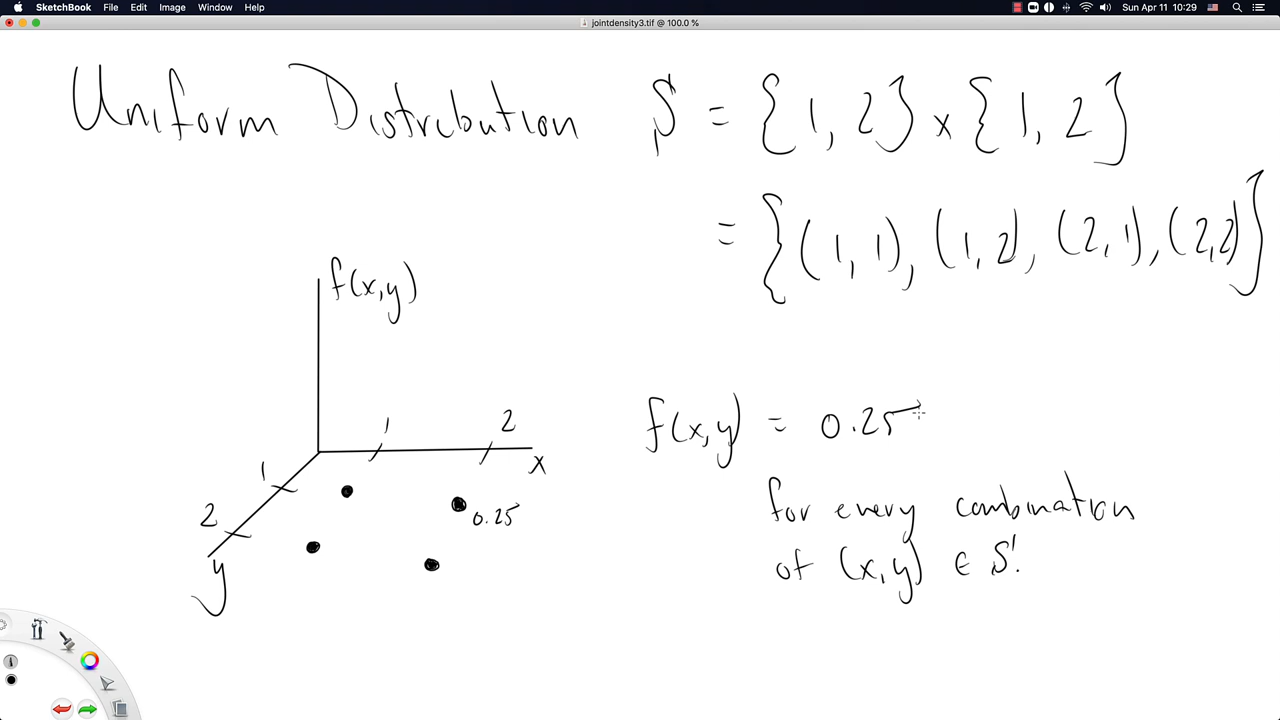 SketchBook File Edit Image Window Help Sun Apr 11 10:29
jointdensity3.tif @ 100.0 %
Uniform Distribution S = {1, 2} x {1, 2}
= {(1, 1), (1, 2), (2, 1), (2,2)}
f(x,y)
1 2
x
1
2
y
0.25
f(x,y) = 0.25
for every combination
of (x,y) ∈ S!